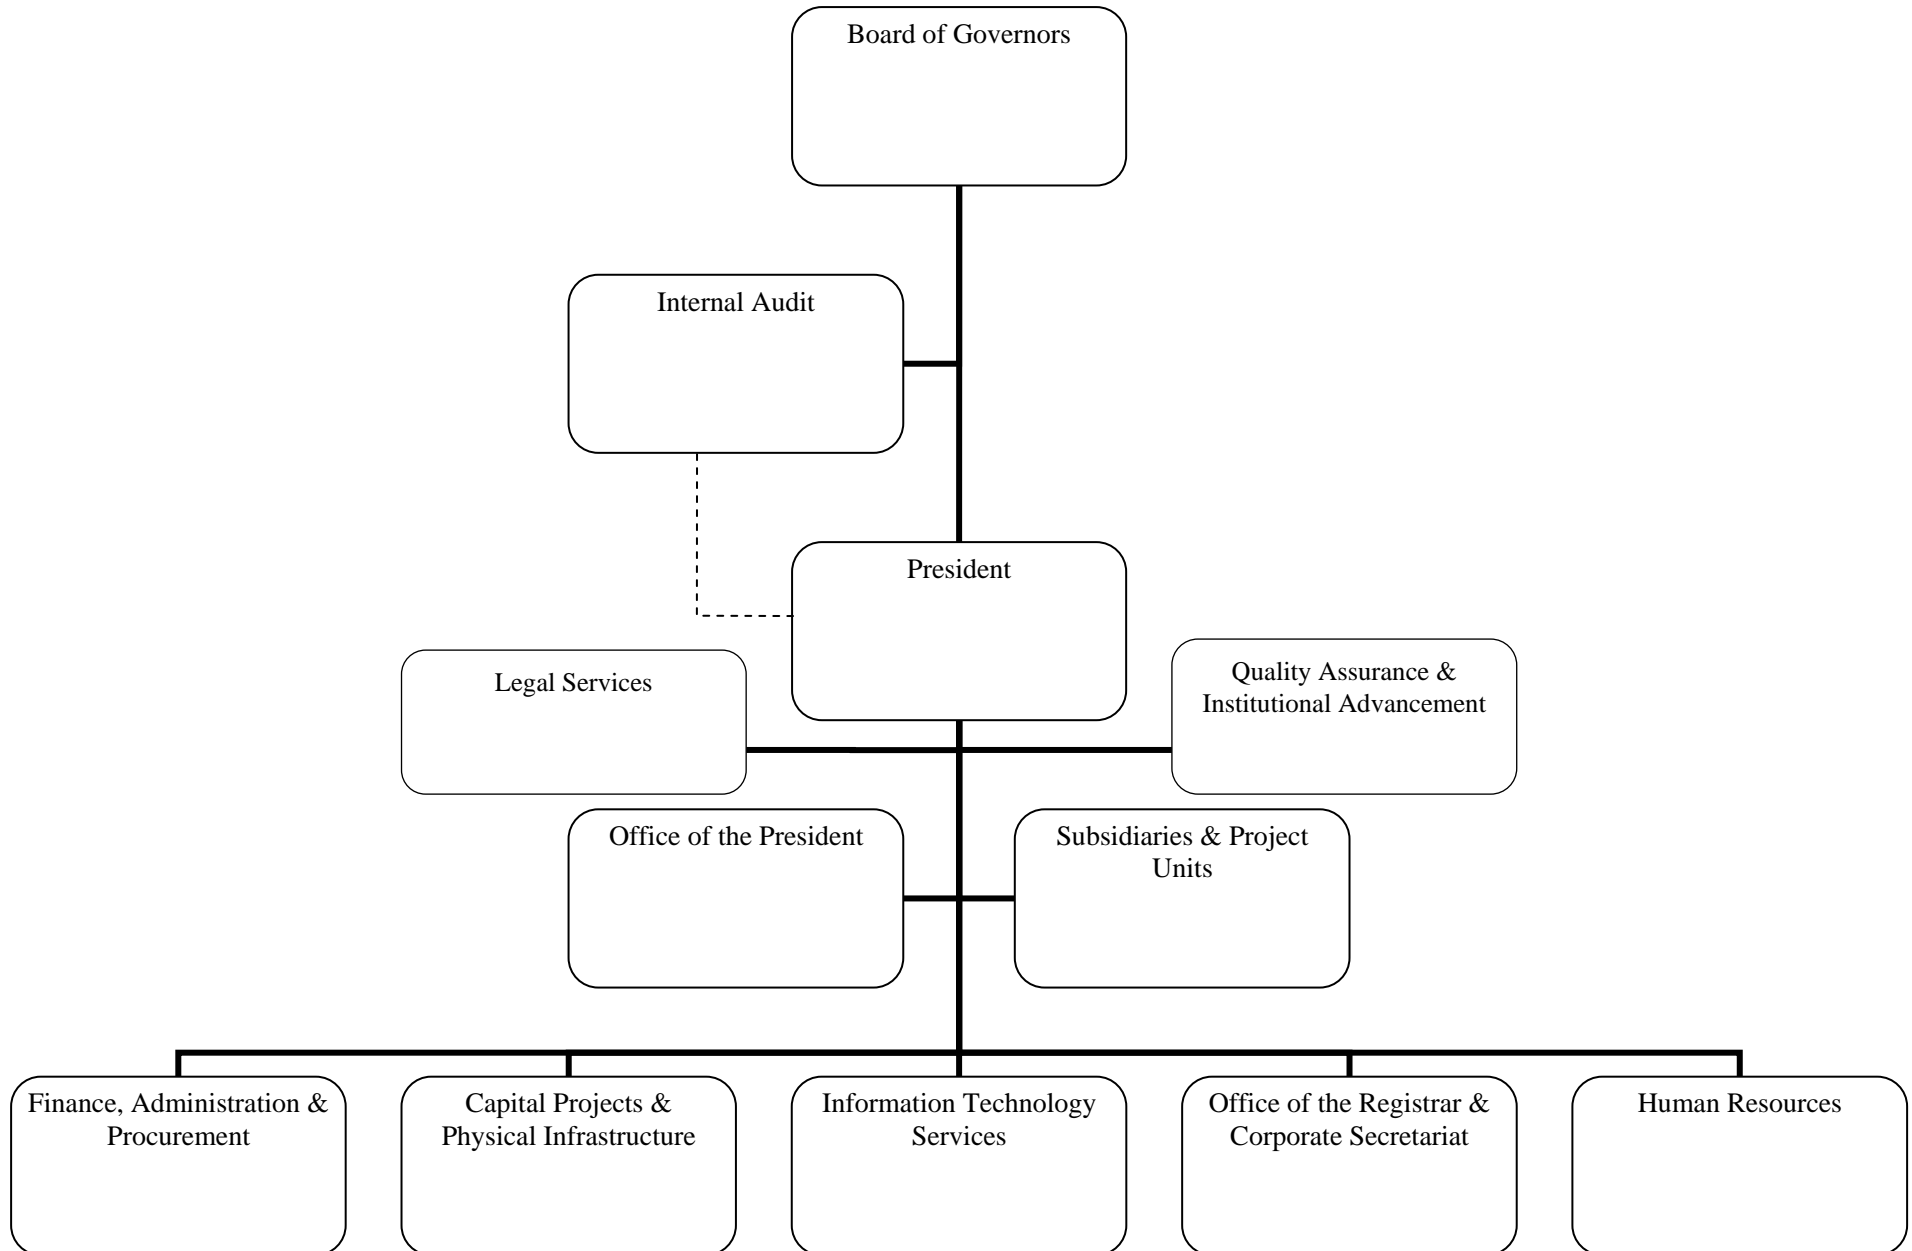 Board of Governors
Internal Audit
President
Legal Services
Quality Assurance &
Institutional Advancement
Office of the President
Subsidiaries & Project
Units
Finance, Administration &
Procurement
Capital Projects &
Physical Infrastructure
Information Technology
Services
Office of the Registrar &
Corporate Secretariat
Human Resources